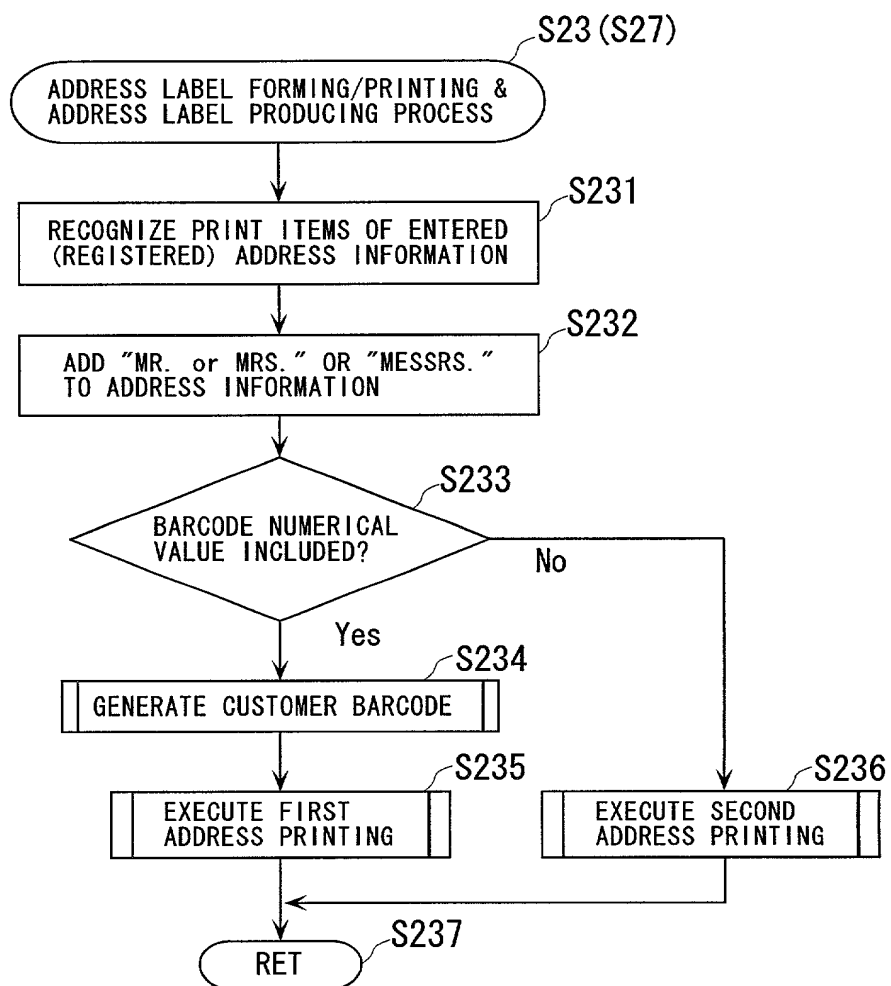 S23(S27)
ADDRESS LABEL FORMING/PRINTING &
ADDRESS LABEL PRODUCING PROCESS
S231
RECOGNIZE PRINT ITEMS OF ENTERED
(REGISTERED) ADDRESS INFORMATION
S232
ADD "MR. or MRS." OR "MESSRS."
TO ADDRESS INFORMATION
S233
BARCODE NUMERICAL
VALUE INCLUDED?
No
Yes
S234
GENERATE CUSTOMER BARCODE
S235
EXECUTE FIRST
ADDRESS PRINTING
S236
EXECUTE SECOND
ADDRESS PRINTING
S237
RET